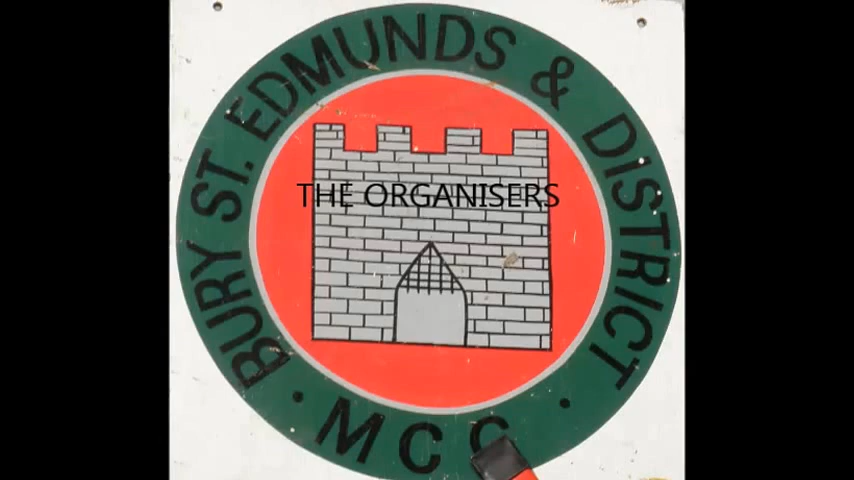 BURY ST. EDMUNDS & DISTRICT
THE ORGANISERS
• MCC •